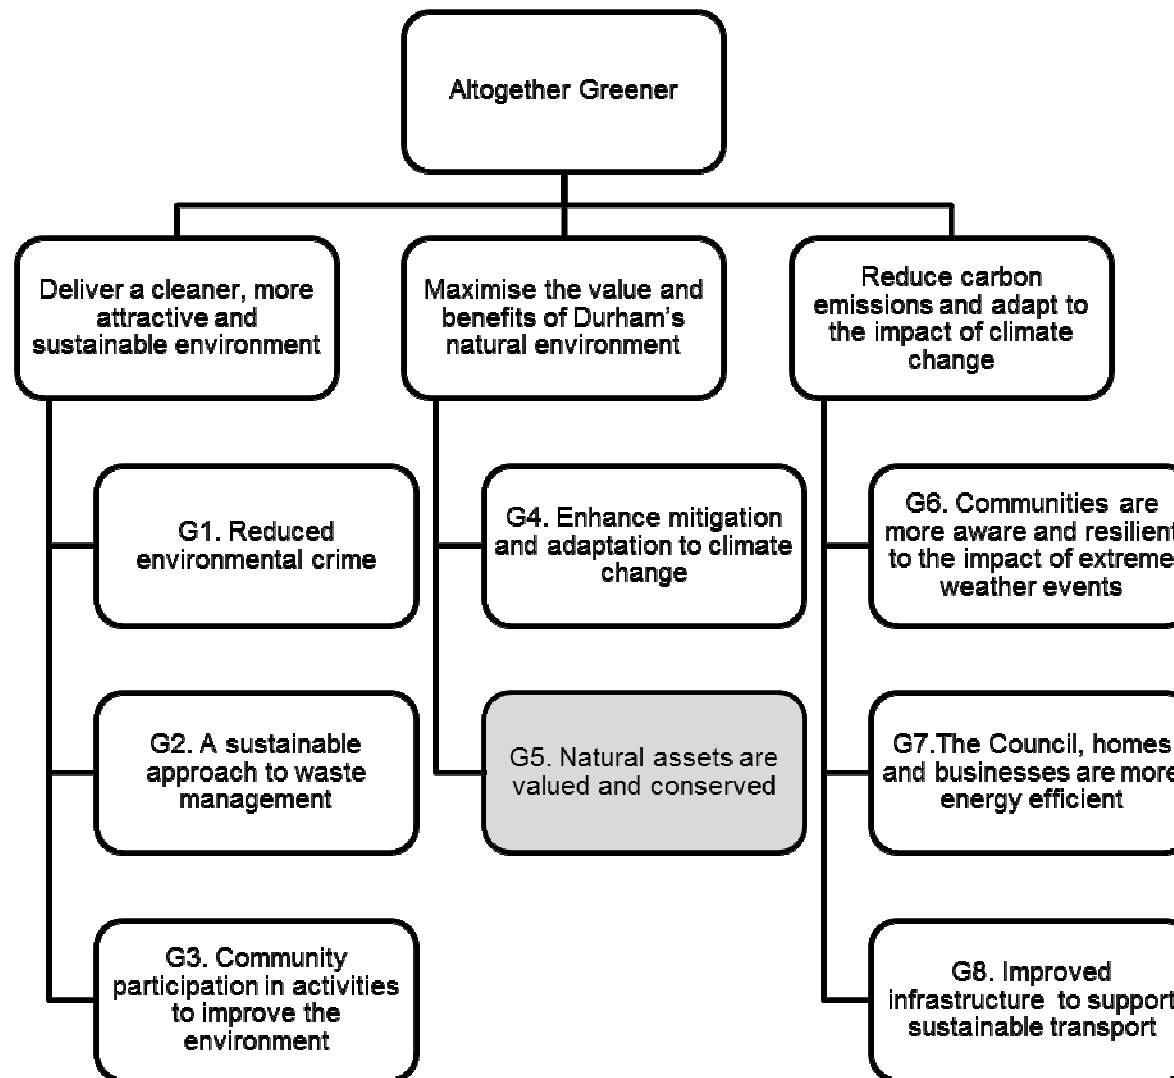 Altogether Greener
Deliver a cleaner, more
attractive and
sustainable environment
Maximise the value and
benefits of Durham's
natural environment
Reduce carbon
emissions and adapt to
the impact of climate
change
G1. Reduced
environmental crime
G4. Enhance mitigation
and adaptation to climate
change
G6. Communities are
more aware and resilient
to the impact of extreme
weather events
G2. A sustainable
approach to waste
management
G5. Natural assets are
valued and conserved
G7.The Council, homes
and businesses are more
energy efficient
G3. Community
participation in activities
to improve the
environment
G8. Improved
infrastructure to support
sustainable transport